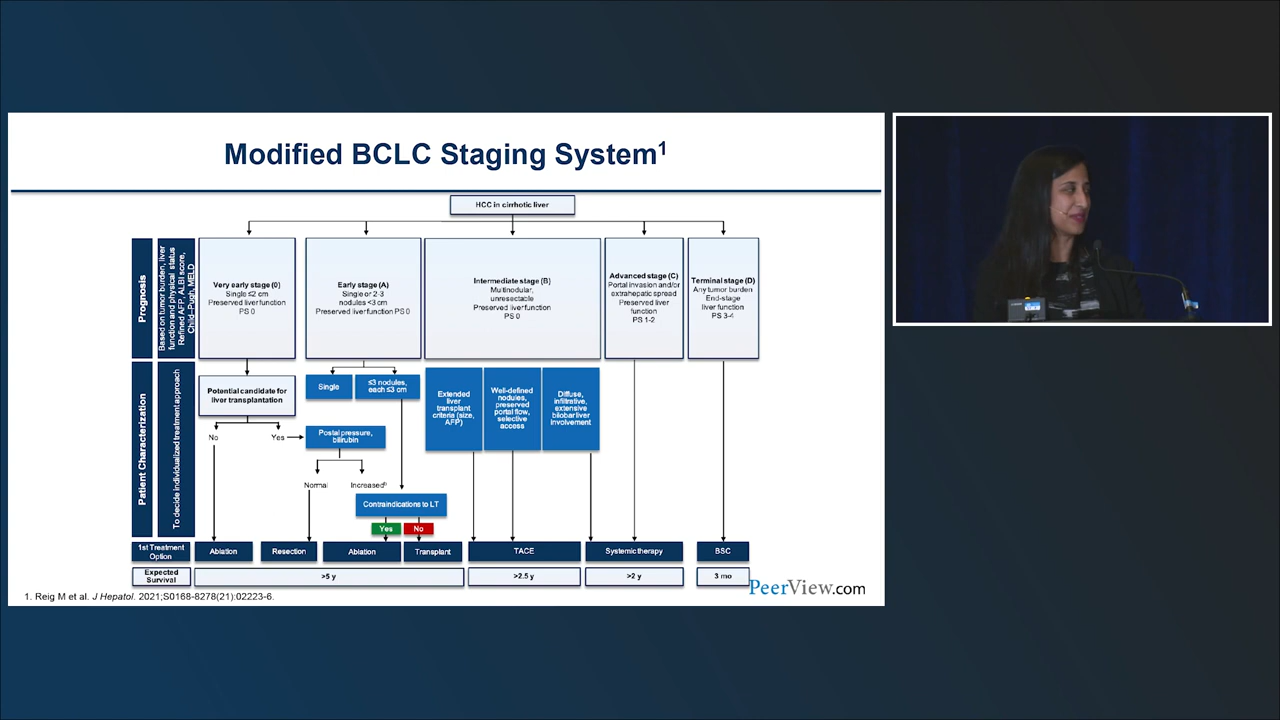 Modified BCLC Staging System1
HCC in cirrhotic liver
Prognosis
Based on tumor burden, liver
function and physical status
Refined AFP, ALBI score,
Child–Pugh, MELD
Very early stage (0)
Single ≤2 cm
Preserved liver function
PS 0
Early stage (A)
Single or 2-3
nodules <3 cm
Preserved liver function PS 0
Intermediate stage (B)
Multinodular,
unresectable
Preserved liver function
PS 0
Advanced stage (C)
Portal invasion and/or
extrahepatic spread
Preserved liver
function
PS 1-2
Terminal stage (D)
Any tumor burden
End-stage
liver function
PS 3-4
Patient Characterization
To decide individualized treatment approach
Potential candidate for
liver transplantation
Single
≤3 nodules,
each ≤3 cm
Extended
liver
transplant
criteria (size,
AFP)
Well-defined
nodules,
preserved
portal flow,
selective
access
Diffuse,
infiltrative,
extensive
bilobar liver
involvement
No
Yes
Postal pressure,
bilirubin
Normal
Increasedb
Contraindications to LT
Yes
No
1st Treatment
Option
Ablation
Resection
Ablation
Transplant
TACE
Systemic therapy
BSC
Expected
Survival
>5 y
>2.5 y
>2 y
3 mo
PeerView.com
1. Reig M et al. J Hepatol. 2021;S0168-8278(21):02223-6.